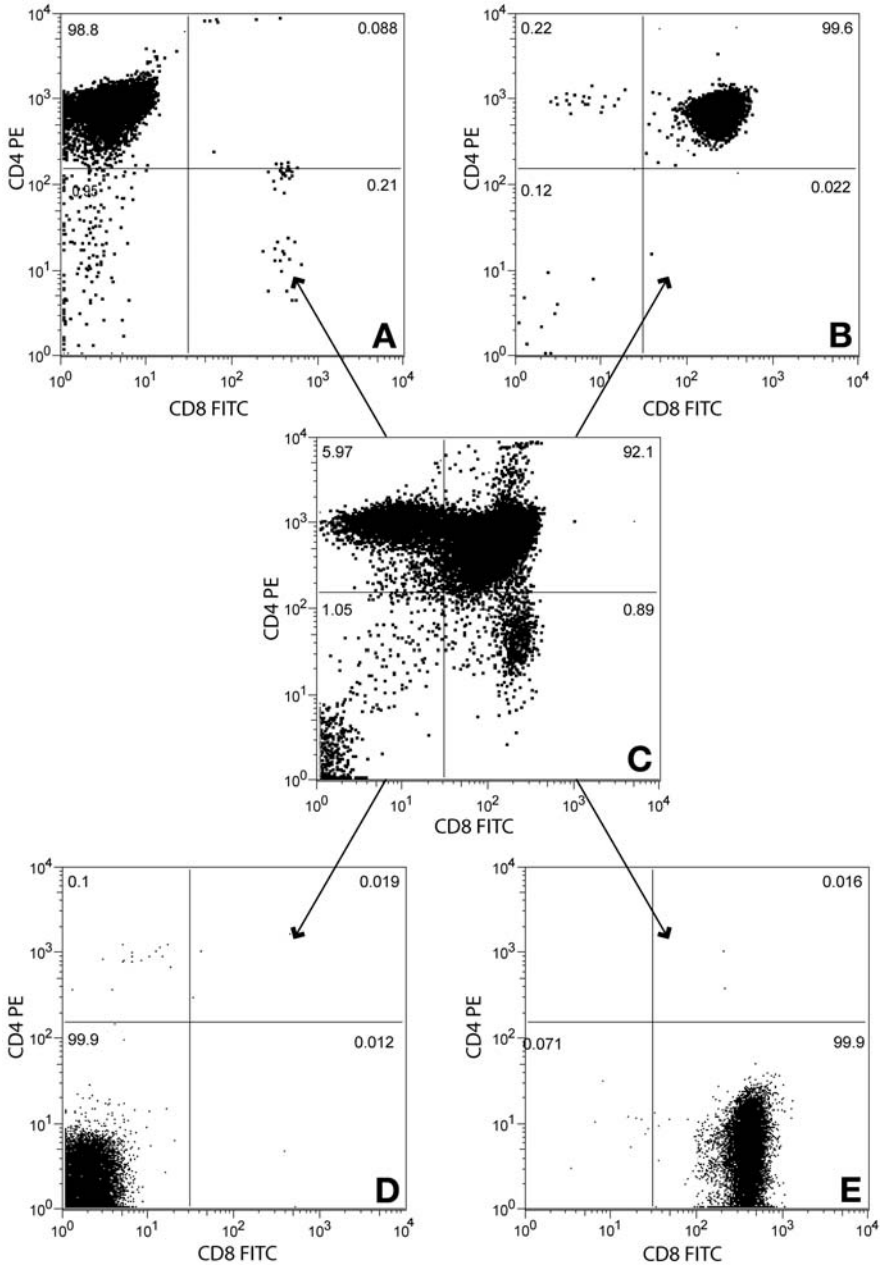 10⁴
98.8
0.088
10³
CD4 PE
10²
0.95
0.21
10¹
A
10⁰
10⁰ 10¹ 10² 10³ 10⁴
CD8 FITC
10⁴
0.22
99.6
10³
CD4 PE
10²
0.12
0.022
10¹
B
10⁰
10⁰ 10¹ 10² 10³ 10⁴
CD8 FITC
10⁴
5.97
92.1
10³
CD4 PE
10²
1.05
0.89
10¹
C
10⁰
10⁰ 10¹ 10² 10³ 10⁴
CD8 FITC
10⁴
0.1
0.019
10³
CD4 PE
10²
99.9
0.012
10¹
D
10⁰
10⁰ 10¹ 10² 10³ 10⁴
CD8 FITC
10⁴
0.016
10³
CD4 PE
10²
0.071
99.9
10¹
E
10⁰
10⁰ 10¹ 10² 10³ 10⁴
CD8 FITC